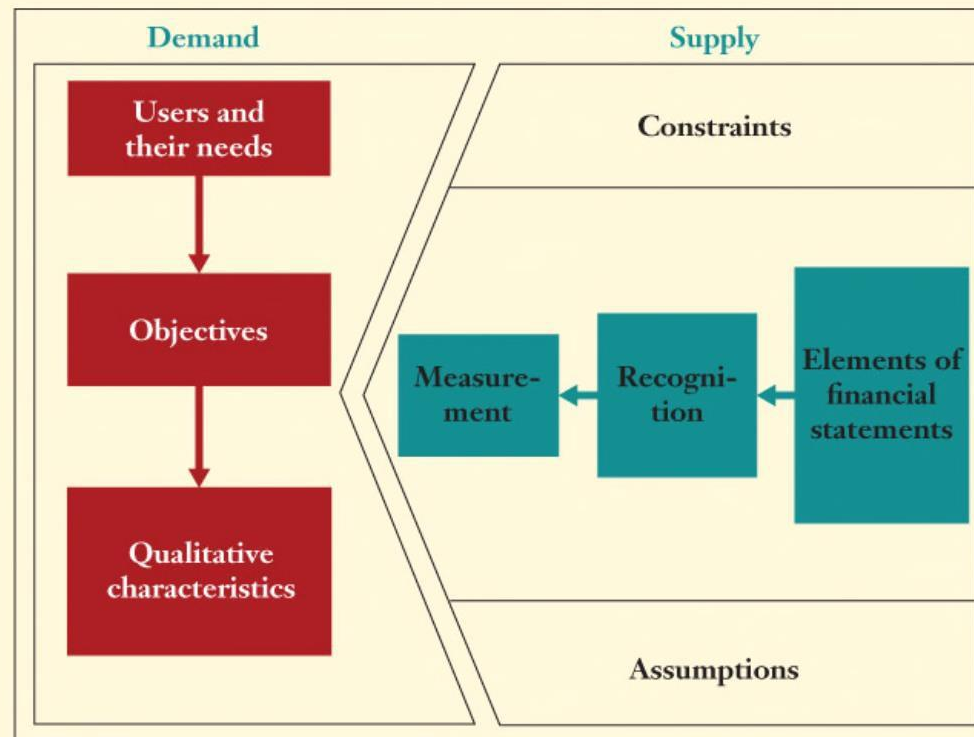 Demand
Users and
their needs
Objectives
Qualitative
characteristics
Supply
Constraints
Measure-
ment
Recogni-
tion
Elements of
financial
statements
Assumptions